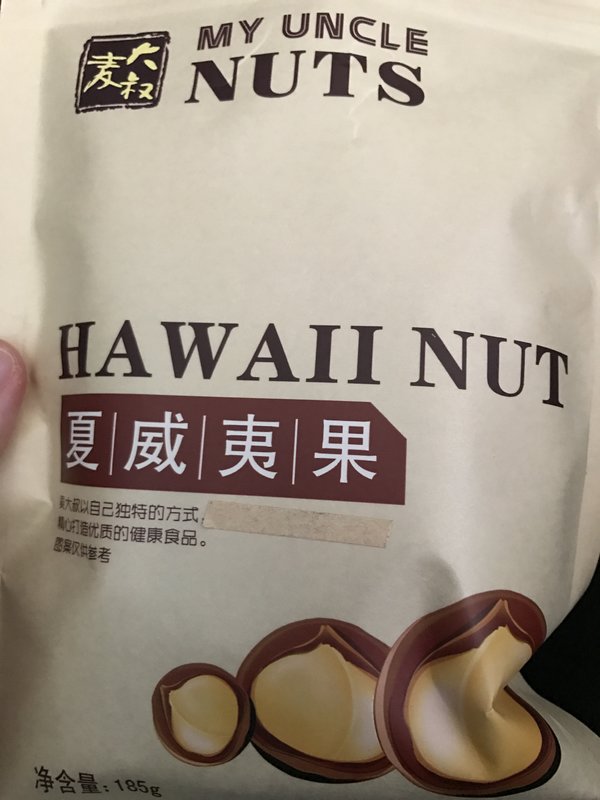 麦大叔
MY UNCLE
NUTS
HAWAII NUT
夏威夷果
麦大叔以自己独特的方式,
精心打造优质的健康食品。
图案仅供参考
净含量：185g